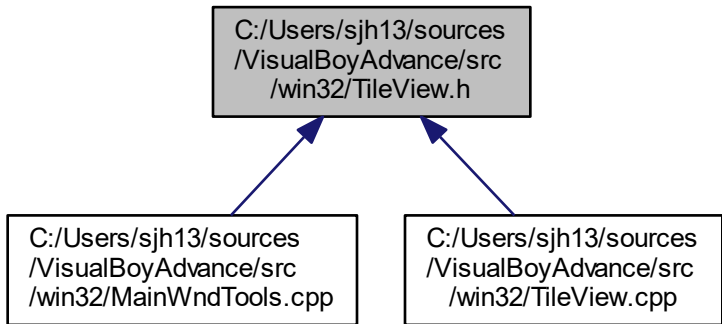 C:/Users/sjh13/sources
/VisualBoyAdvance/src
/win32/TileView.h
C:/Users/sjh13/sources
/VisualBoyAdvance/src
/win32/MainWndTools.cpp
C:/Users/sjh13/sources
/VisualBoyAdvance/src
/win32/TileView.cpp